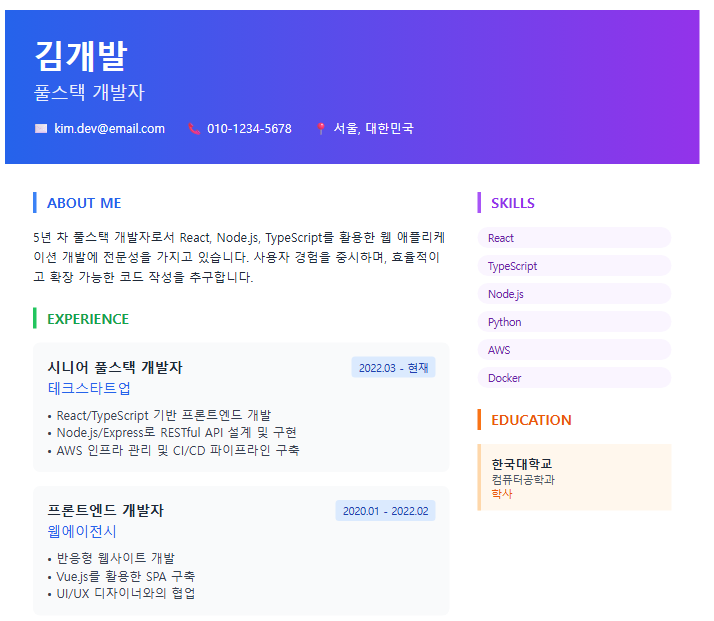 김개발
풀스택 개발자
kim.dev@email.com 010-1234-5678 서울, 대한민국
ABOUT ME
5년 차 풀스택 개발자로서 React, Node.js, TypeScript를 활용한 웹 애플리케
이션 개발에 전문성을 가지고 있습니다. 사용자 경험을 중시하며, 효율적이
고 확장 가능한 코드 작성을 추구합니다.
EXPERIENCE
시니어 풀스택 개발자 2022.03 - 현재
테크스타트업
• React/TypeScript 기반 프론트엔드 개발
• Node.js/Express로 RESTful API 설계 및 구현
• AWS 인프라 관리 및 CI/CD 파이프라인 구축
프론트엔드 개발자 2020.01 - 2022.02
웹에이전시
• 반응형 웹사이트 개발
• Vue.js를 활용한 SPA 구축
• UI/UX 디자이너와의 협업
SKILLS
React
TypeScript
Node.js
Python
AWS
Docker
EDUCATION
한국대학교
컴퓨터공학과
학사